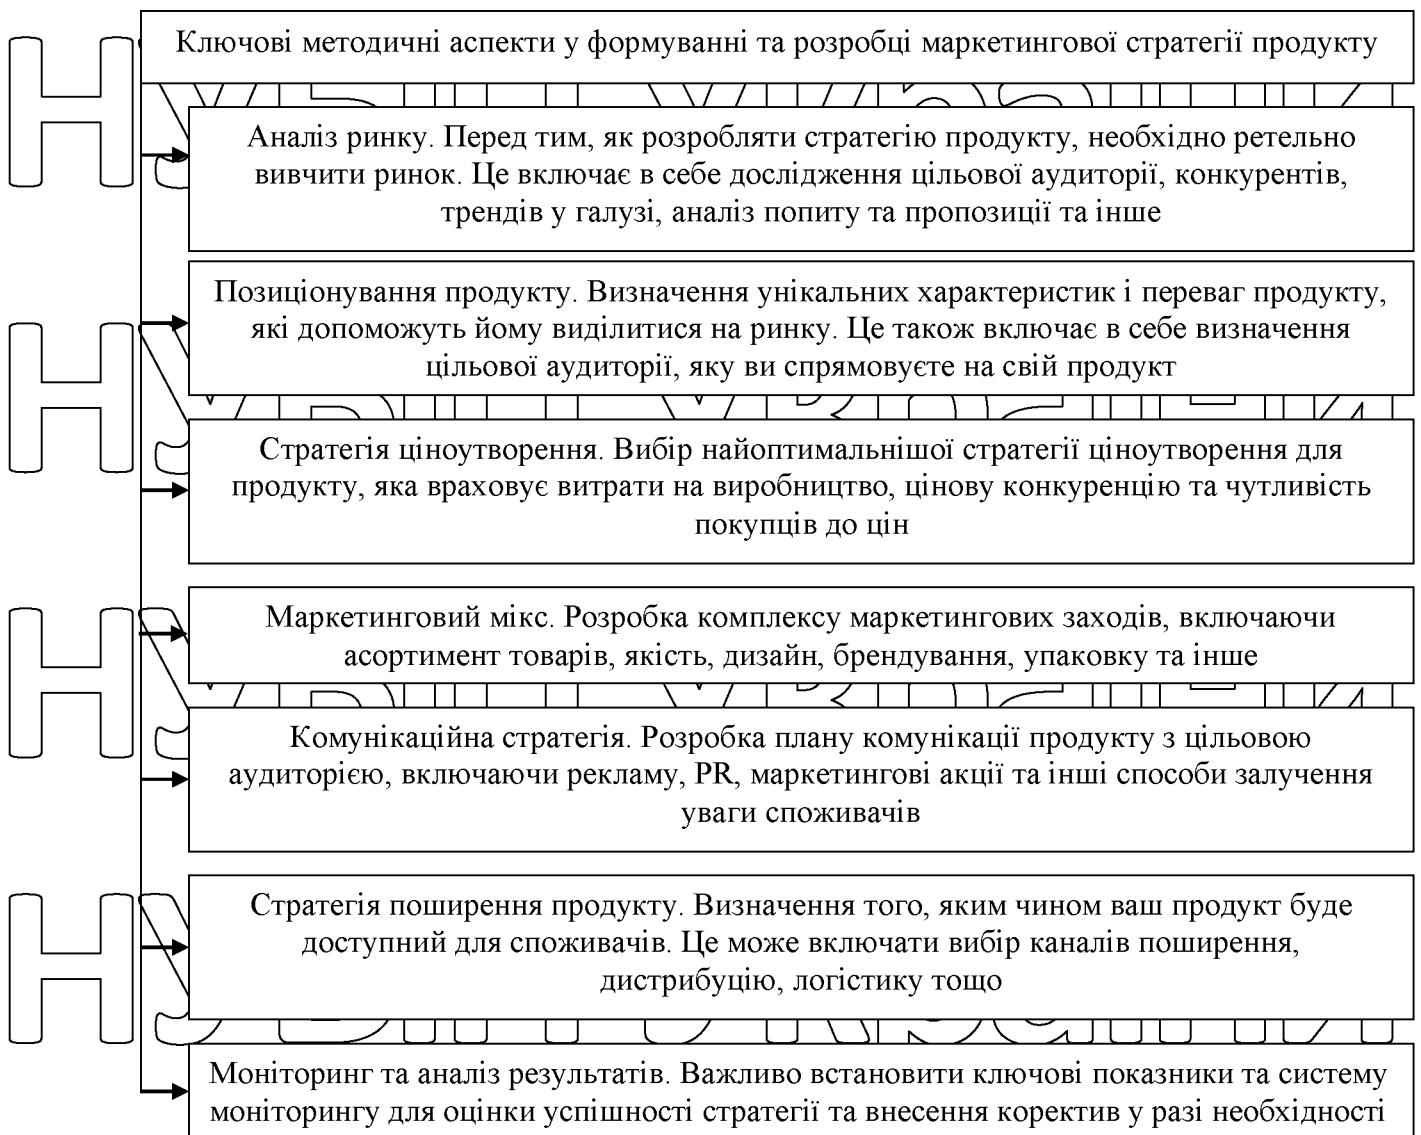 Ключові методичні аспекти у формуванні та розробці маркетингової стратегії продукту
Аналіз ринку. Перед тим, як розробляти стратегію продукту, необхідно ретельно
вивчити ринок. Це включає в себе дослідження цільової аудиторії, конкурентів,
трендів у галузі, аналіз попиту та пропозиції та інше
Позиціонування продукту. Визначення унікальних характеристик і переваг продукту,
які допоможуть йому виділитися на ринку. Це також включає в себе визначення
цільової аудиторії, яку ви спрямовуєте на свій продукт
Стратегія ціноутворення. Вибір найоптимальнішої стратегії ціноутворення для
продукту, яка враховує витрати на виробництво, цінову конкуренцію та чутливість
покупців до цін
Маркетинговий мікс. Розробка комплексу маркетингових заходів, включаючи
асортимент товарів, якість, дизайн, брендування, упаковку та інше
Комунікаційна стратегія. Розробка плану комунікації продукту з цільовою
аудиторією, включаючи рекламу, PR, маркетингові акції та інші способи залучення
уваги споживачів
Стратегія поширення продукту. Визначення того, яким чином ваш продукт буде
доступний для споживачів. Це може включати вибір каналів поширення,
дистрибуцію, логістику тощо
Моніторинг та аналіз результатів. Важливо встановити ключові показники та систему
моніторингу для оцінки успішності стратегії та внесення коректив у разі необхідності